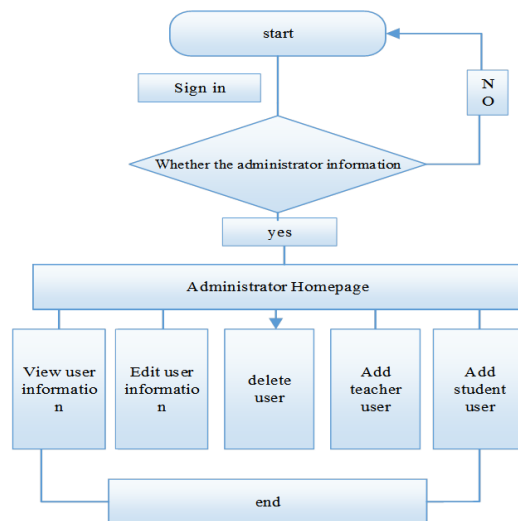 start
N
O
Sign in
Whether the administrator information
yes
Administrator Homepage
View user
informatio
n
Edit user
informatio
n
delete
user
Add
teacher
user
Add
student
user
end